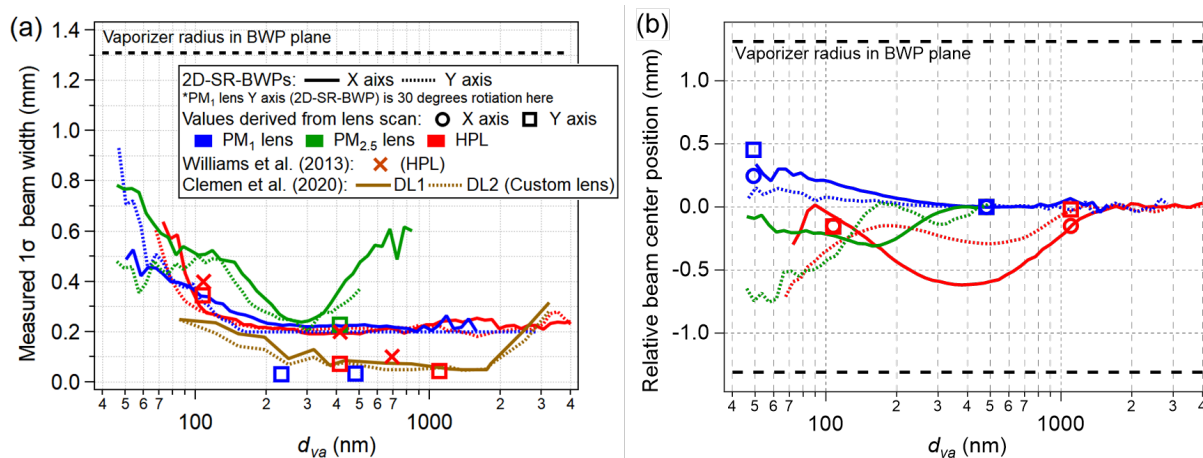 (a)
1.4
1.2
1.0
0.8
0.6
0.4
0.2
0.0
Measured 1σ beam width (mm)
Vaporizer radius in BWP plane
2D-SR-BWPs: X aixs Y axis
*PM1 lens Y axis (2D-SR-BWP) is 30 degrees rotiation here
Values derived from lens scan: X axis Y axis
PM1 lens PM2.5 lens HPL
Williams et al. (2013): (HPL)
Clemen et al. (2020): DL1 DL2 (Custom lens)
4 5 6 7 100 2 3 4 5 6 7 1000 2 3 4
dva (nm)
(b)
1.0
0.5
0.0
-0.5
-1.0
Relative beam center position (mm)
Vaporizer radius in BWP plane
4 5 6 7 100 2 3 4 5 6 7 1000 2 3 4
dva (nm)